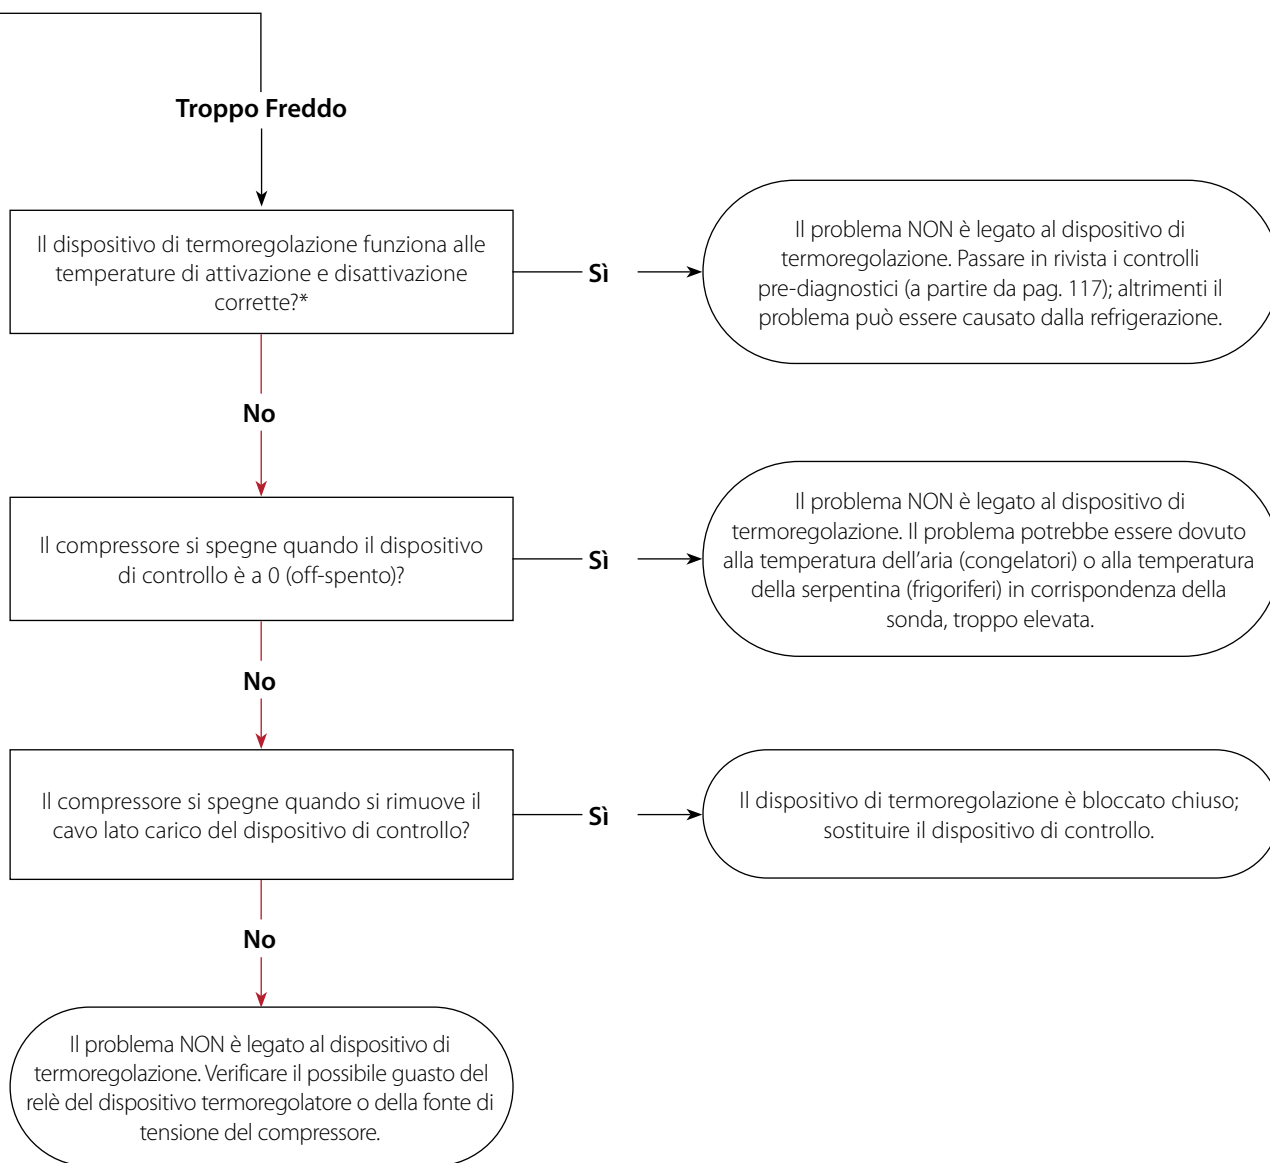 Troppo Freddo
Il dispositivo di termoregolazione funziona alle
temperature di attivazione e disattivazione
corrette?*
Sì
Il problema NON è legato al dispositivo di
termoregolazione. Passare in rivista i controlli
pre-diagnostici (a partire da pag. 117); altrimenti il
problema può essere causato dalla refrigerazione.
No
Il compressore si spegne quando il dispositivo
di controllo è a 0 (off-spento)?
Sì
Il problema NON è legato al dispositivo di
termoregolazione. Il problema potrebbe essere dovuto
alla temperatura dell'aria (congelatori) o alla temperatura
della serpentina (frigoriferi) in corrispondenza della
sonda, troppo elevata.
No
Il compressore si spegne quando si rimuove il
cavo lato carico del dispositivo di controllo?
Sì
Il dispositivo di termoregolazione è bloccato chiuso;
sostituire il dispositivo di controllo.
No
Il problema NON è legato al dispositivo di
termoregolazione. Verificare il possibile guasto del
relè del dispositivo termoregolatore o della fonte di
tensione del compressore.